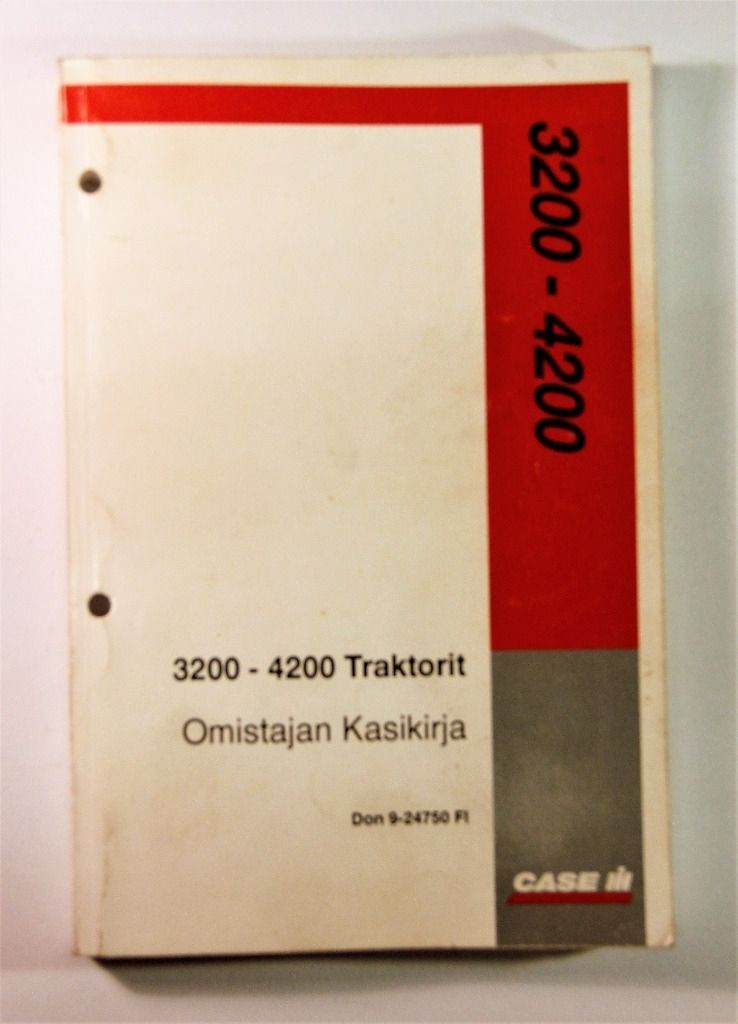 3200 - 4200
3200 - 4200 Traktorit
Omistajan Kasikirja
Don 9-24750 FI
CASE IH